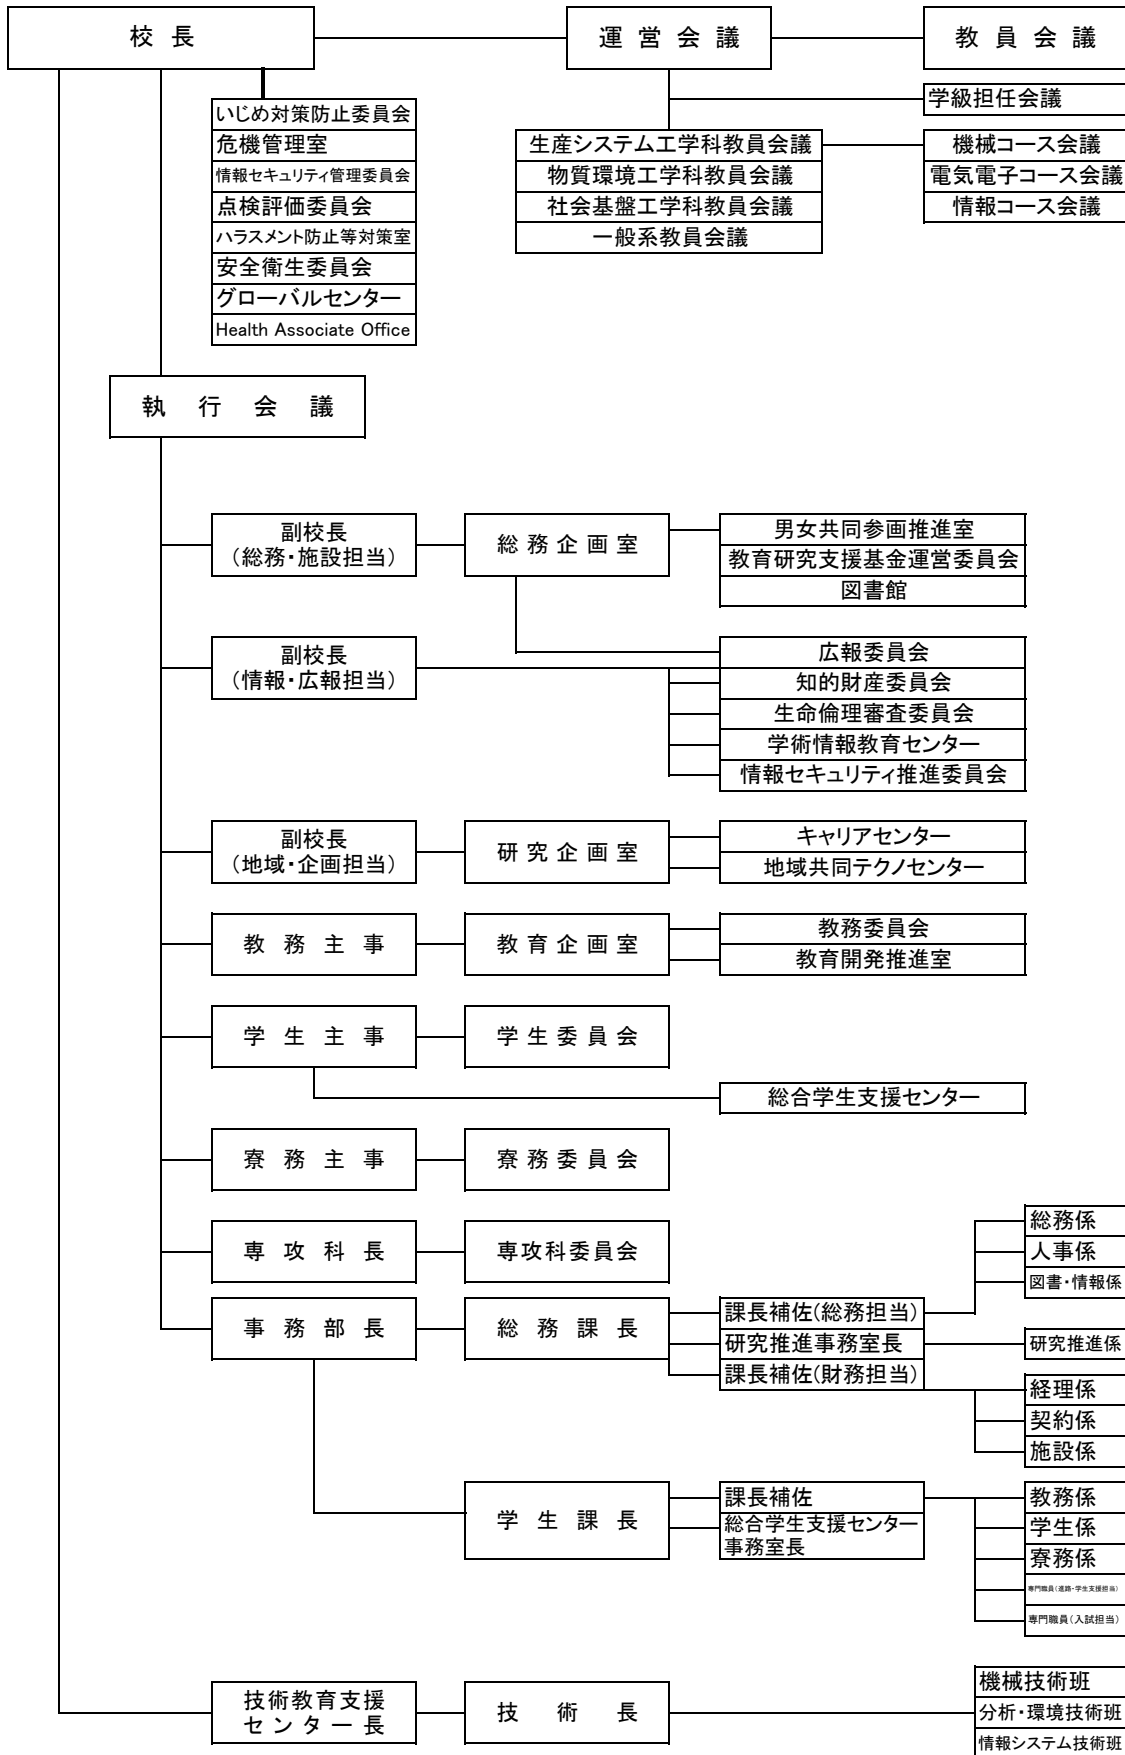 校長
運営会議
教員会議
いじめ対策防止委員会
危機管理室
情報セキュリティ管理委員会
点検評価委員会
ハラスメント防止等対策室
安全衛生委員会
グローバルセンター
Health Associate Office
学級担任会議
生産システム工学科教員会議
物質環境工学科教員会議
社会基盤工学科教員会議
一般系教員会議
機械コース会議
電気電子コース会議
情報コース会議
執行会議
副校長
(総務・施設担当)
総務企画室
男女共同参画推進室
教育研究支援基金運営委員会
図書館
副校長
(情報・広報担当)
広報委員会
知的財産委員会
生命倫理審査委員会
学術情報教育センター
情報セキュリティ推進委員会
副校長
(地域・企画担当)
研究企画室
キャリアセンター
地域共同テクノセンター
教務主事
教育企画室
教務委員会
教育開発推進室
学生主事
学生委員会
総合学生支援センター
寮務主事
寮務委員会
専攻科長
専攻科委員会
事務部長
総務課長
課長補佐(総務担当)
研究推進事務室長
課長補佐(財務担当)
総務係
人事係
図書・情報係
研究推進係
経理係
契約係
施設係
学生課長
課長補佐
総合学生支援センター
事務室長
教務係
学生係
寮務係
専門職員(進路・学生支援担当)
専門職員(入試担当)
技術教育支援
センター長
技術長
機械技術班
分析・環境技術班
情報システム技術班